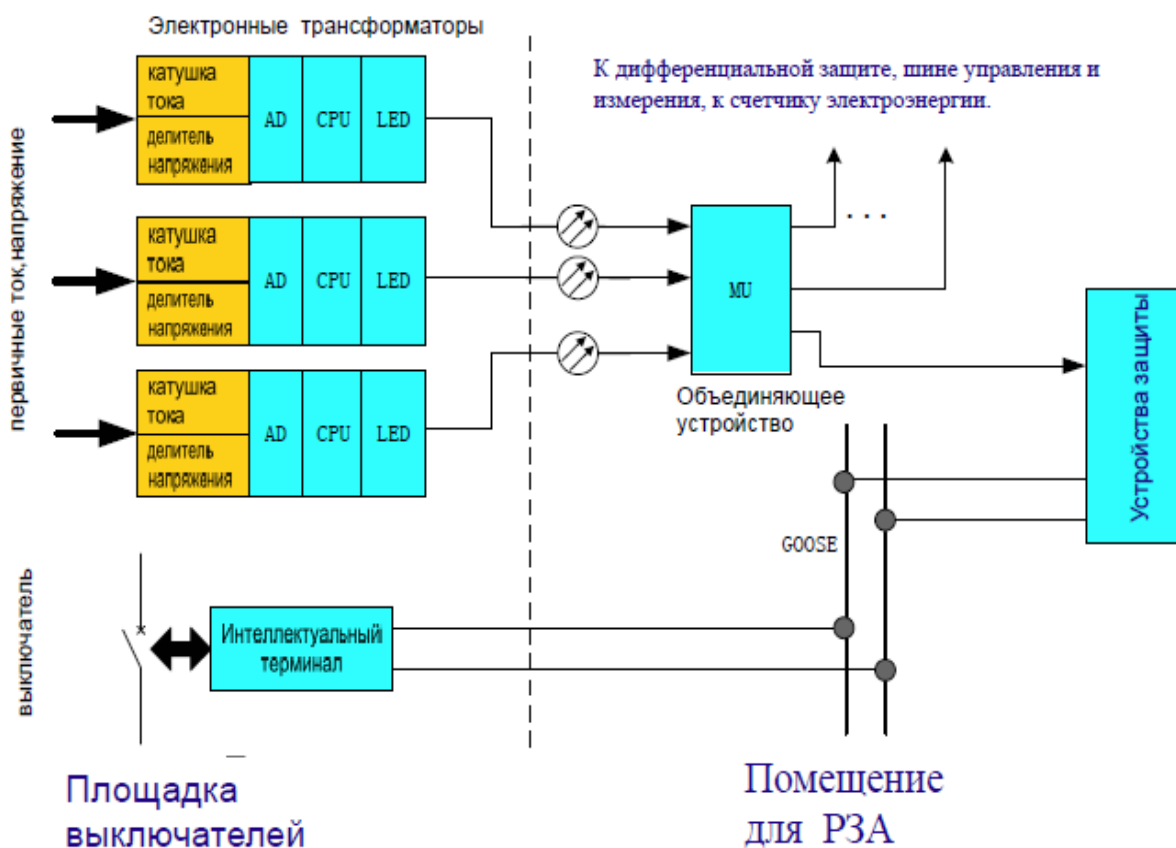 Электронные трансформаторы
первичные ток,напряжение
катушка
тока
делитель
напряжения
AD
CPU
LED
К дифференциальной защите, шине управления и
измерения, к счетчику электроэнергии.
катушка
тока
делитель
напряжения
AD
CPU
LED
...
MU
Объединяющее
устройство
Устройства защиты
катушка
тока
делитель
напряжения
AD
CPU
LED
GOOSE
выключатель
Интеллектуальный
терминал
Площадка
выключателей
Помещение
для РЗА